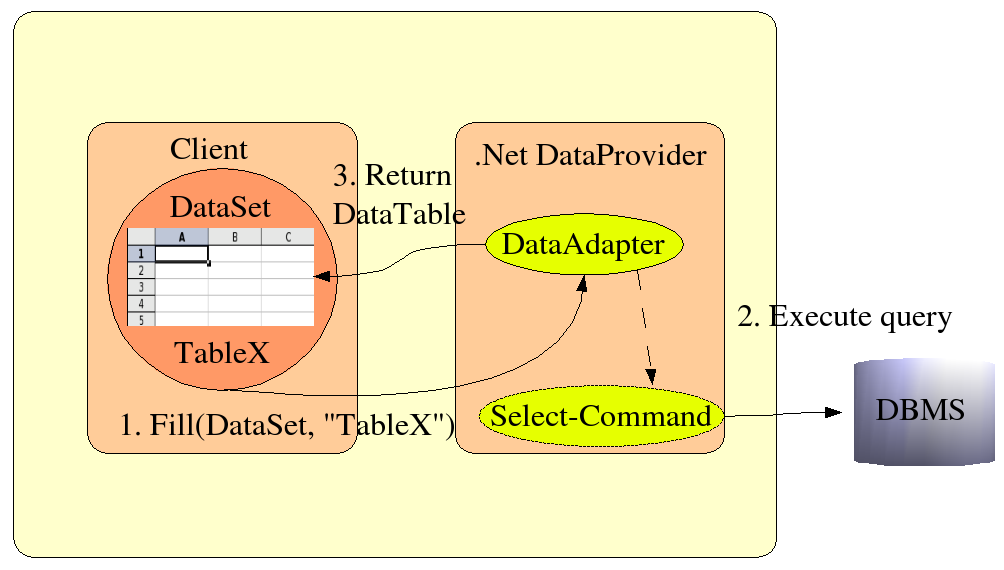 Client
.Net DataProvider
3. Return
DataTable
DataSet
A B C
1
2
3
4
5
DataAdapter
2. Execute query
TableX
1. Fill(DataSet, "TableX")
Select-Command
DBMS